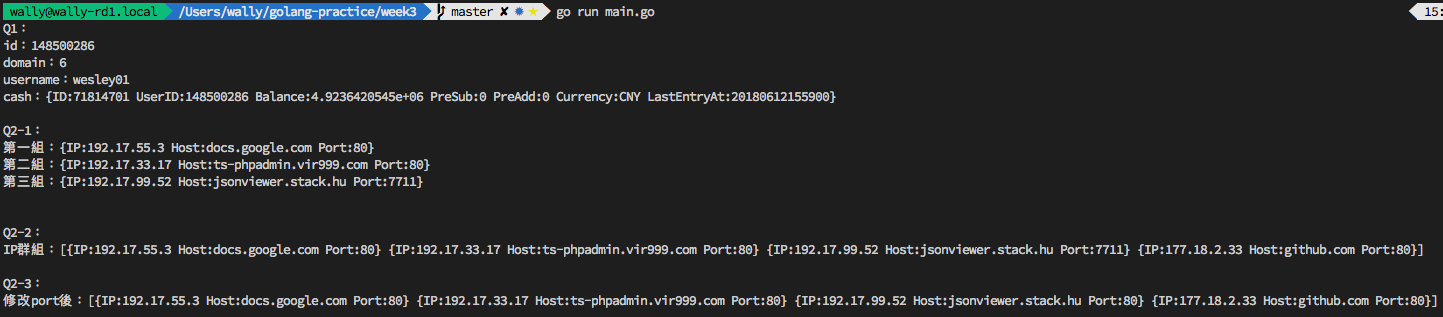 wally@wally-rd1.local /Users/wally/golang-practice/week3 master ✘ ✹ ★ go run main.go 15:
Q1：
id：148500286
domain：6
username：wesley01
cash：{ID:71814701 UserID:148500286 Balance:4.9236420545e+06 PreSub:0 PreAdd:0 Currency:CNY LastEntryAt:20180612155900}
Q2-1：
第一組：{IP:192.17.55.3 Host:docs.google.com Port:80}
第二組：{IP:192.17.33.17 Host:ts-phpadmin.vir999.com Port:80}
第三組：{IP:192.17.99.52 Host:jsonviewer.stack.hu Port:7711}
Q2-2：
IP群組：[{IP:192.17.55.3 Host:docs.google.com Port:80} {IP:192.17.33.17 Host:ts-phpadmin.vir999.com Port:80} {IP:192.17.99.52 Host:jsonviewer.stack.hu Port:7711} {IP:177.18.2.33 Host:github.com Port:80}]
Q2-3：
修改port後：[{IP:192.17.55.3 Host:docs.google.com Port:80} {IP:192.17.33.17 Host:ts-phpadmin.vir999.com Port:80} {IP:192.17.99.52 Host:jsonviewer.stack.hu Port:80} {IP:177.18.2.33 Host:github.com Port:80}]